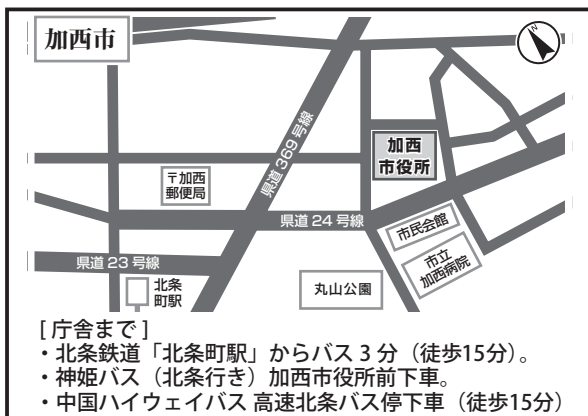 加西市
県道369号線
加西
市役所
〒加西
郵便局
県道24号線
市民会館
市立
加西病院
県道23号線
北条
町駅
丸山公園
[庁舎まで]
・北条鉄道「北条町駅」からバス3分（徒歩15分）。
・神姫バス（北条行き）加西市役所前下車。
・中国ハイウェイバス 高速北条バス停下車（徒歩15分）